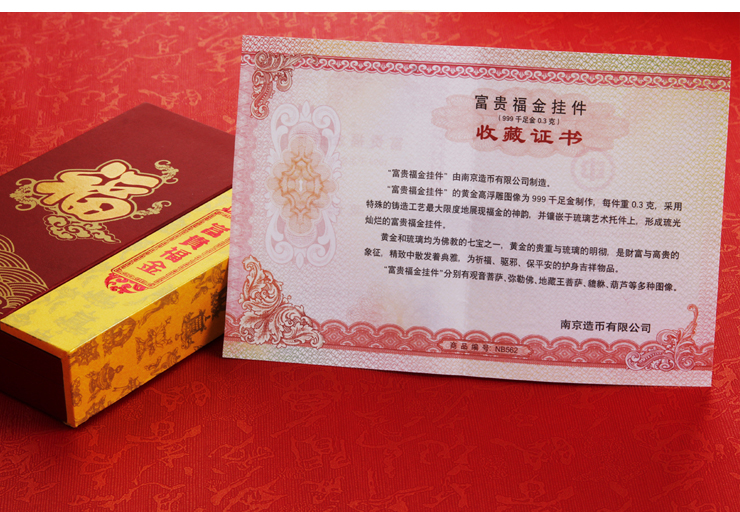 福
富貴福金
富贵福金挂件
（999 千足金 0.3 克）
收藏证书
“富贵福金挂件”由南京造币有限公司制造。
“富贵福金挂件”的黄金高浮雕图像为 999 千足金制作，每件重 0.3 克，采用
特殊的铸造工艺最大限度地展现福金的神韵，并镶嵌于琉璃艺术托件上，形成流光
灿烂的富贵福金挂件。
黄金和琉璃均为佛教的七宝之一，黄金的贵重与琉璃的明彻，是财富与高贵的
象征，精致中散发着典雅，为祈福、驱邪、保平安的护身吉祥物品。
“富贵福金挂件”分别有观音菩萨、弥勒佛、地藏王菩萨、貔貅、葫芦等多种图像。
南京造币有限公司
商品编号 NB562
富貴福金